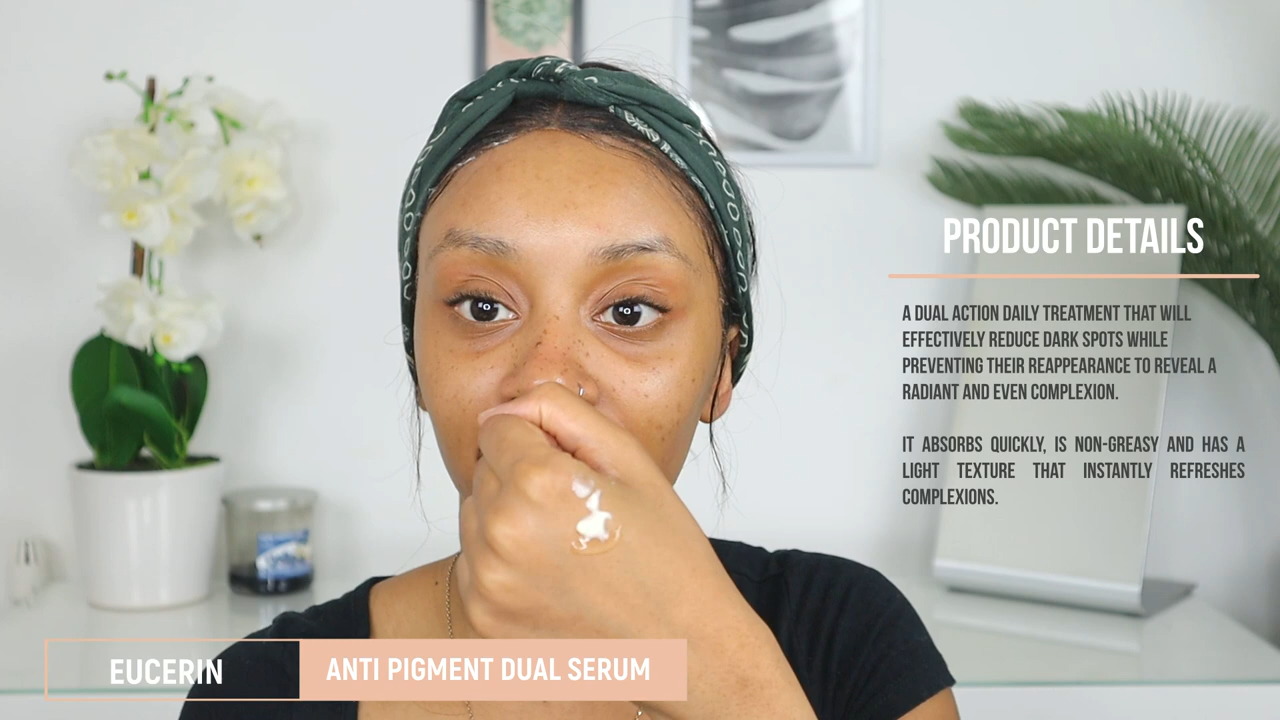 PRODUCT DETAILS
A DUAL ACTION DAILY TREATMENT THAT WILL
EFFECTIVELY REDUCE DARK SPOTS WHILE
PREVENTING THEIR REAPPEARANCE TO REVEAL A
RADIANT AND EVEN COMPLEXION.
IT ABSORBS QUICKLY, IS NON-GREASY AND HAS A
LIGHT TEXTURE THAT INSTANTLY REFRESHES
COMPLEXIONS.
EUCERIN
ANTI PIGMENT DUAL SERUM